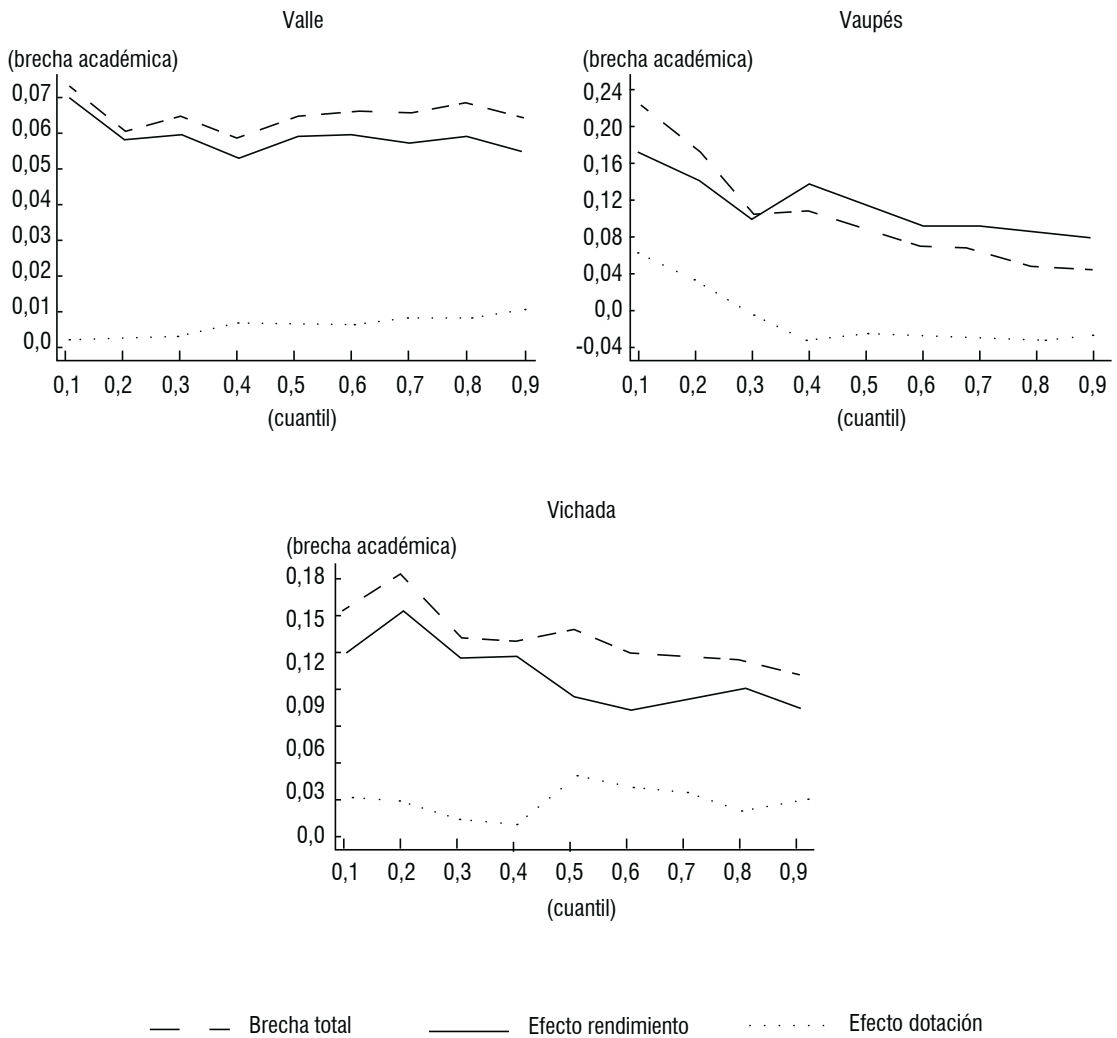 Valle
(brecha académica)
0,07
0,06
0,05
0,04
0,03
0,02
0,01
0,0
0,1 0,2 0,3 0,4 0,5 0,6 0,7 0,8 0,9
(cuantil)
Vaupés
(brecha académica)
0,24
0,20
0,16
0,12
0,08
0,04
0,0
-0,04
0,1 0,2 0,3 0,4 0,5 0,6 0,7 0,8 0,9
(cuantil)
Vichada
(brecha académica)
0,18
0,15
0,12
0,09
0,06
0,03
0,0
0,1 0,2 0,3 0,4 0,5 0,6 0,7 0,8 0,9
(cuantil)
Brecha total Efecto rendimiento Efecto dotación